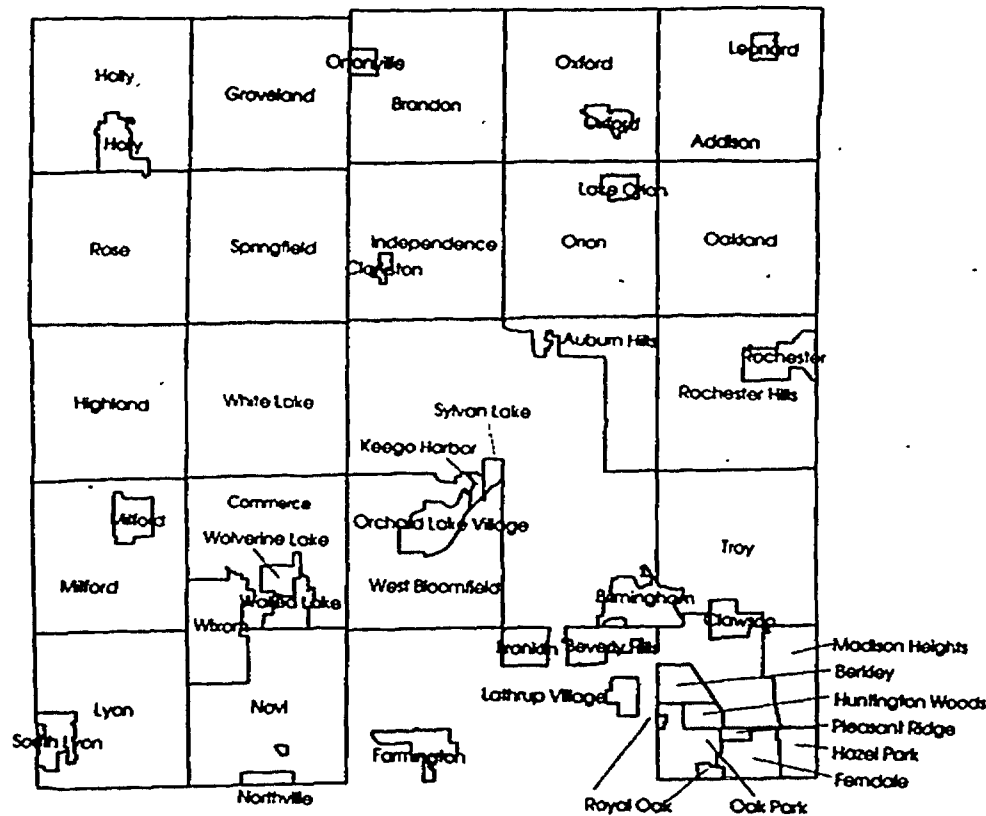 Leonard
Ortonville
Oxford
Holly
Groveland
Brandon
Oxford
Holly
Addison
Lake Orion
Rose
Springfield
Independence
Orion
Oakland
Clarkston
Auburn Hills
Rochester
Rochester Hills
Highland
White Lake
Sylvan Lake
Keego Harbor
Commerce
Milford
Orchard Lake Village
Wolverine Lake
Troy
Milford
West Bloomfield
Birmingham
Walled Lake
Clawson
Wixom
Franklin
Beverly Hills
Madison Heights
Berkley
Lathrup Village
Huntington Woods
Lyon
Novi
Pleasant Ridge
South Lyon
Farmington
Hazel Park
Ferndale
Northville
Royal Oak
Oak Park